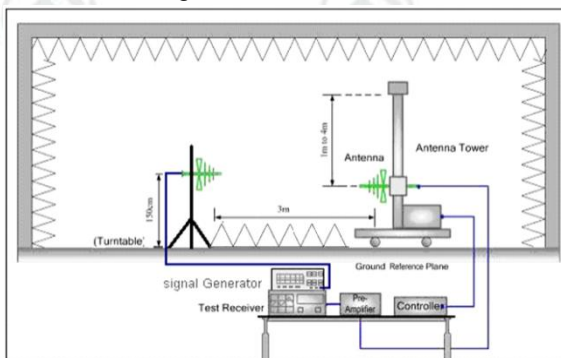 1m to 4m
Antenna
Antenna Tower
150cm
3m
(Turntable)
Ground Reference Plane
signal Generator
Test Receiver
Pre-
Amplifier
Controller